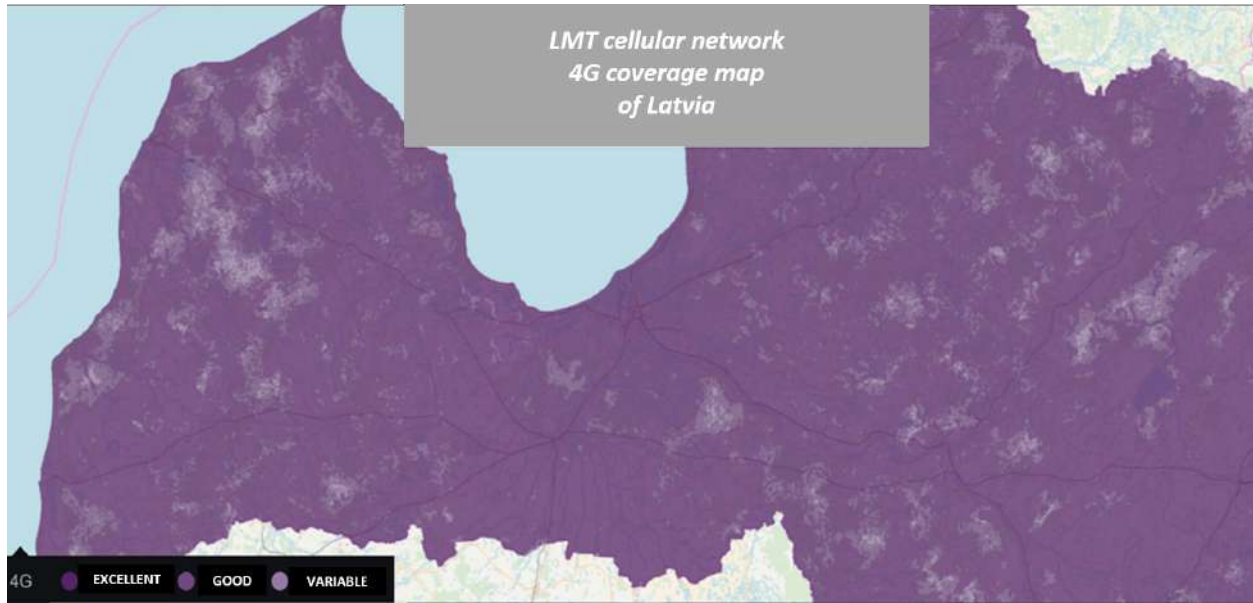 LMT cellular network
4G coverage map
of Latvia
4G EXCELLENT GOOD VARIABLE